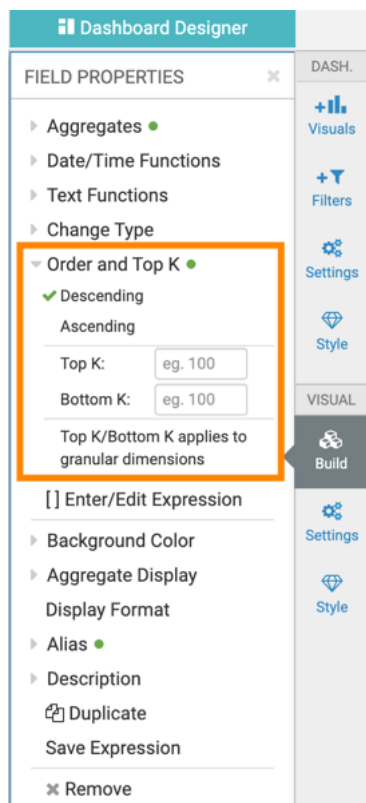 Dashboard Designer
FIELD PROPERTIES
Aggregates
Date/Time Functions
Text Functions
Change Type
Order and Top K
Descending
Ascending
Top K: eg. 100
Bottom K: eg. 100
Top K/Bottom K applies to
granular dimensions
[ ] Enter/Edit Expression
Background Color
Aggregate Display
Display Format
Alias
Description
Duplicate
Save Expression
Remove
DASH.
Visuals
Filters
Settings
Style
VISUAL
Build
Settings
Style